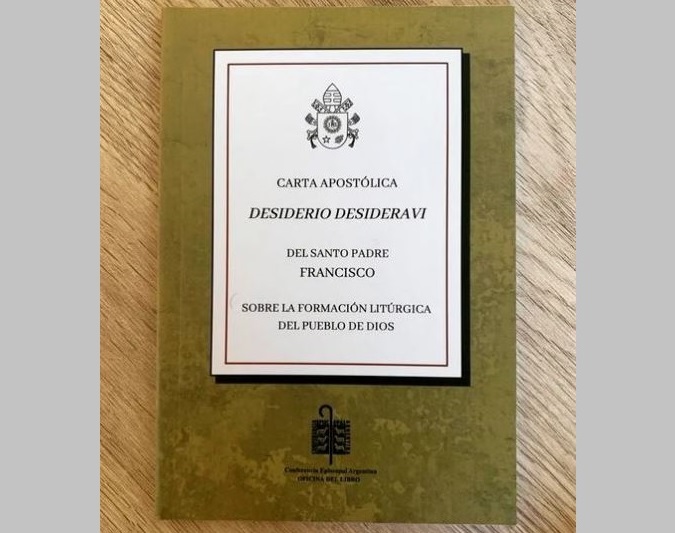 CARTA APOSTÓLICA
DESIDERIO DESIDERAVI
DEL SANTO PADRE
FRANCISCO
SOBRE LA FORMACIÓN LITÚRGICA
DEL PUEBLO DE DIOS
Conferencia Episcopal Argentina
OFICINA DEL LIBRO